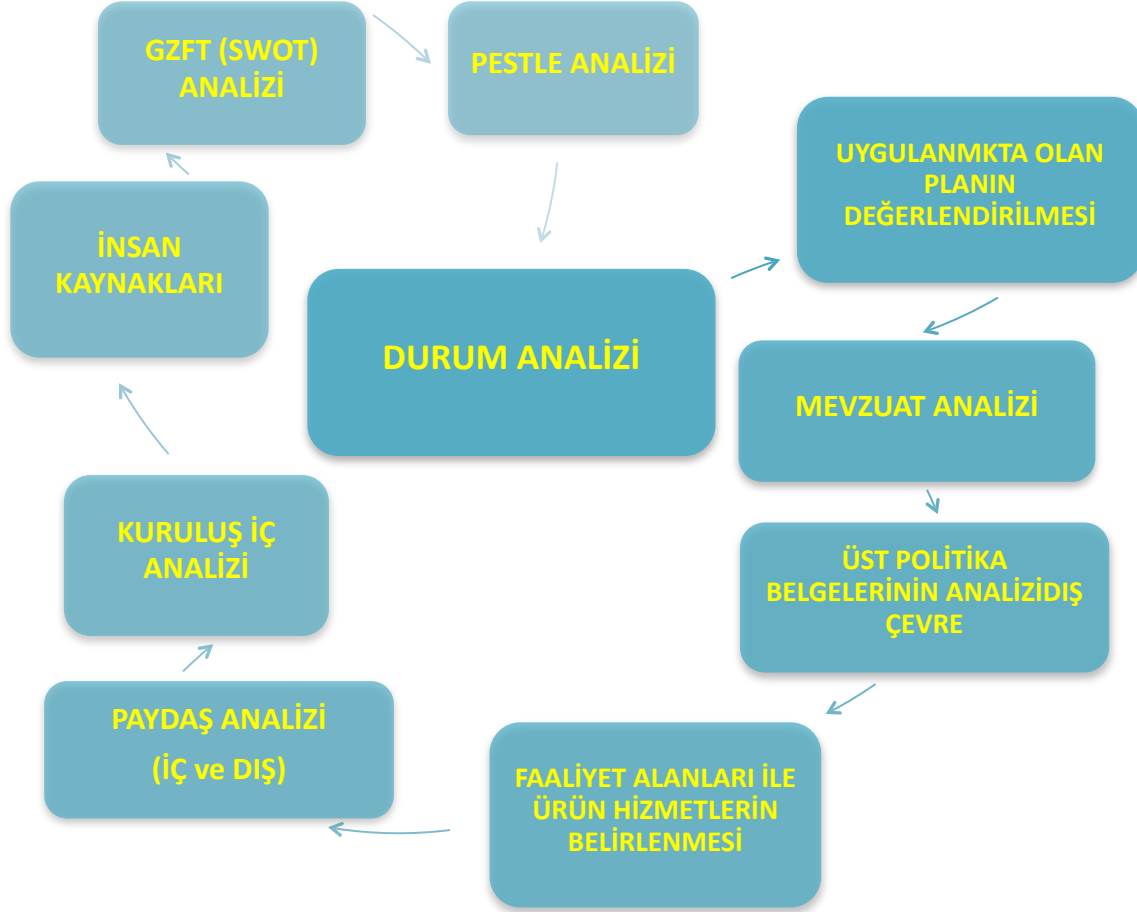 GZFT (SWOT)
ANALİZİ
PESTLE ANALİZİ
UYGULANMKTA OLAN
PLANIN
DEĞERLENDİRİLMESİ
İNSAN
KAYNAKLARI
DURUM ANALİZİ
MEVZUAT ANALİZİ
KURULUŞ İÇ
ANALİZİ
ÜST POLİTİKA
BELGELERİNİN ANALİZİDIŞ
ÇEVRE
PAYDAŞ ANALİZİ
(İÇ ve DIŞ)
FAALİYET ALANLARI İLE
ÜRÜN HİZMETLERİN
BELİRLENMESİ